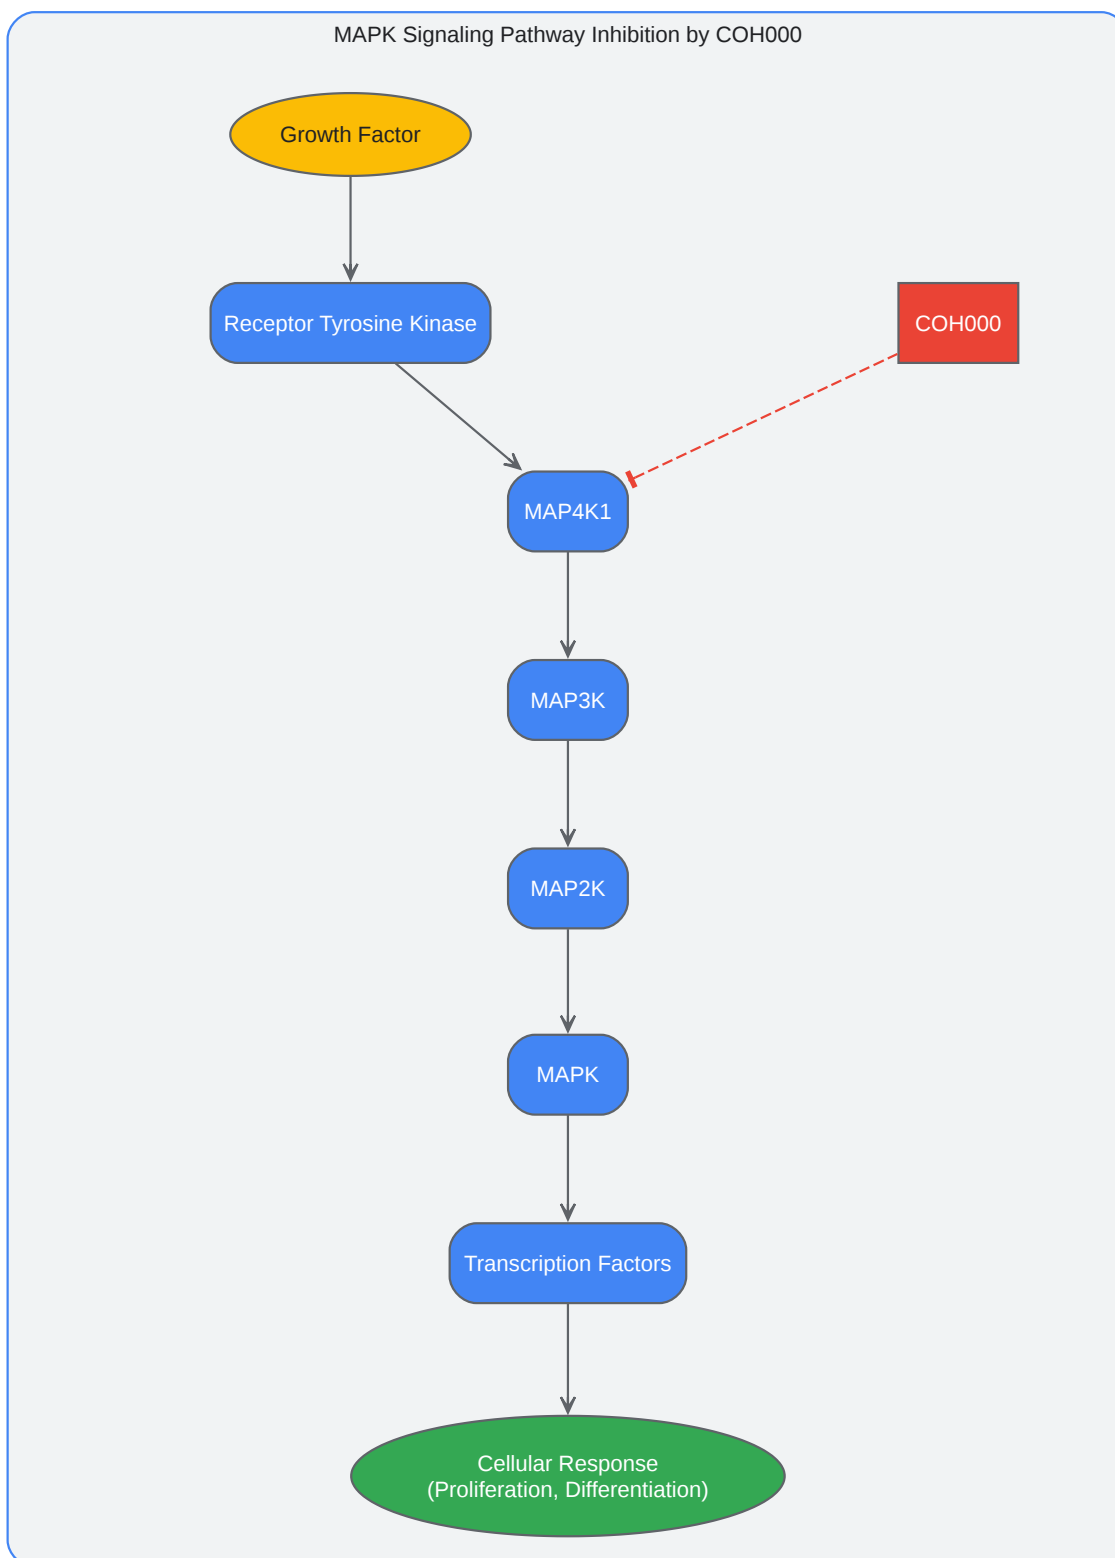 MAPK Signaling Pathway Inhibition by COH000
Growth Factor
Receptor Tyrosine Kinase
COH000
MAP4K1
MAP3K
MAP2K
MAPK
Transcription Factors
Cellular Response
(Proliferation, Differentiation)